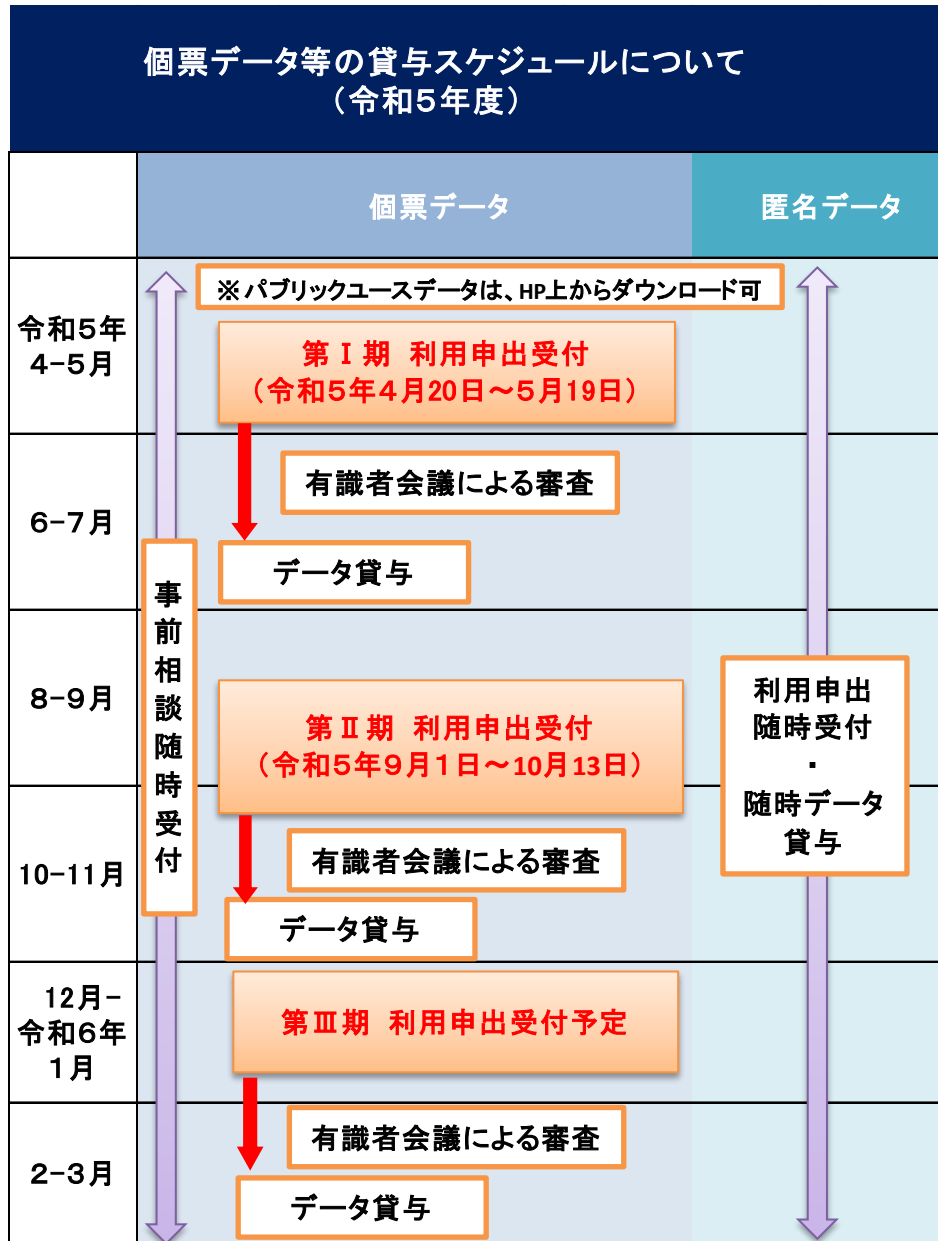 個票データ等の貸与スケジュールについて
（令和５年度）
個票データ
匿名データ
※パブリックユースデータは、HP上からダウンロード可
令和５年
４−５月
第Ⅰ期 利用申出受付
（令和５年４月20日～５月19日）
有識者会議による審査
６−７月
データ貸与
事前相談随時受付
８−９月
第Ⅱ期 利用申出受付
（令和５年９月１日～10月13日）
利用申出
随時受付
・
随時データ
貸与
10−11月
有識者会議による審査
データ貸与
12月−
令和６年
１月
第Ⅲ期 利用申出受付予定
有識者会議による審査
２−３月
データ貸与